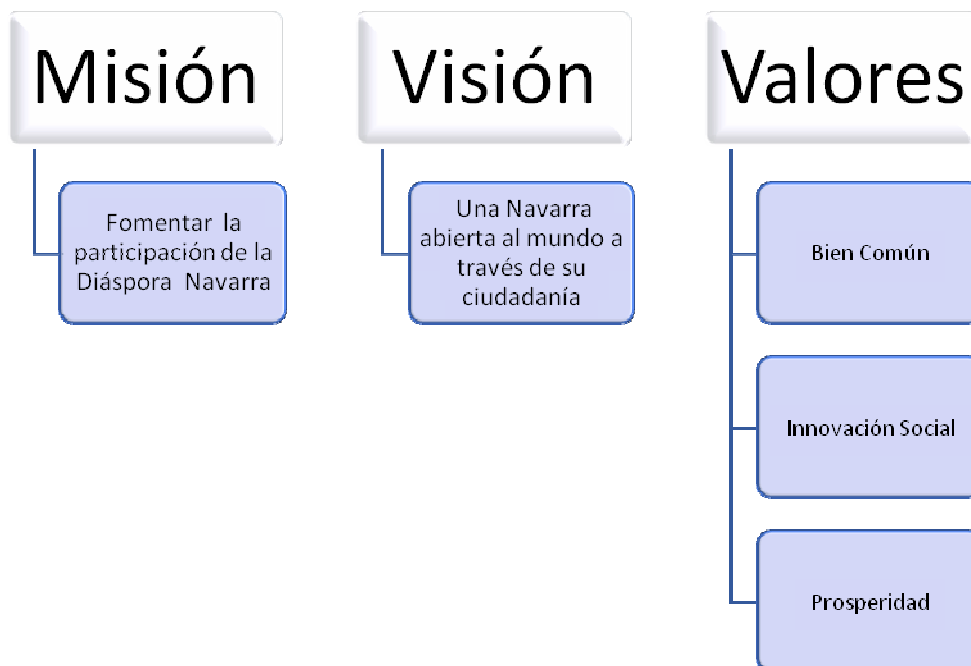 Misión
Fomentar la
participación de la
Diáspora Navarra
Visión
Una Navarra
abierta al mundo a
través de su
ciudadanía
Valores
Bien Común
Innovación Social
Prosperidad